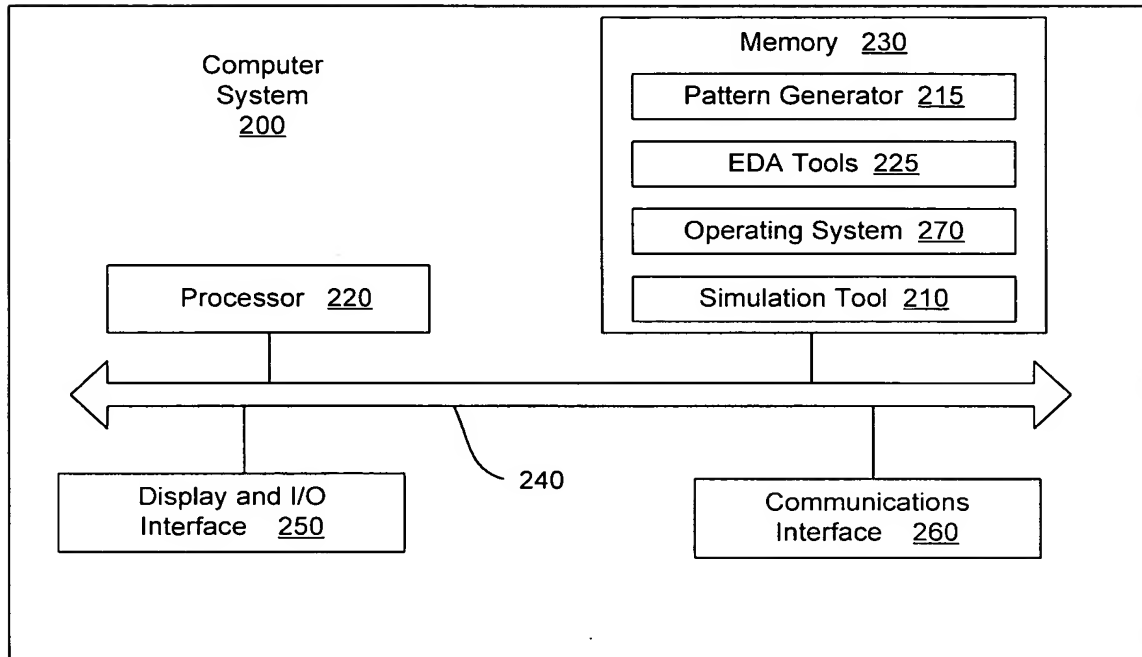 Computer
System
200
Memory 230
Pattern Generator 215
EDA Tools 225
Operating System 270
Simulation Tool 210
Processor 220
240
Display and I/O
Interface 250
Communications
Interface 260